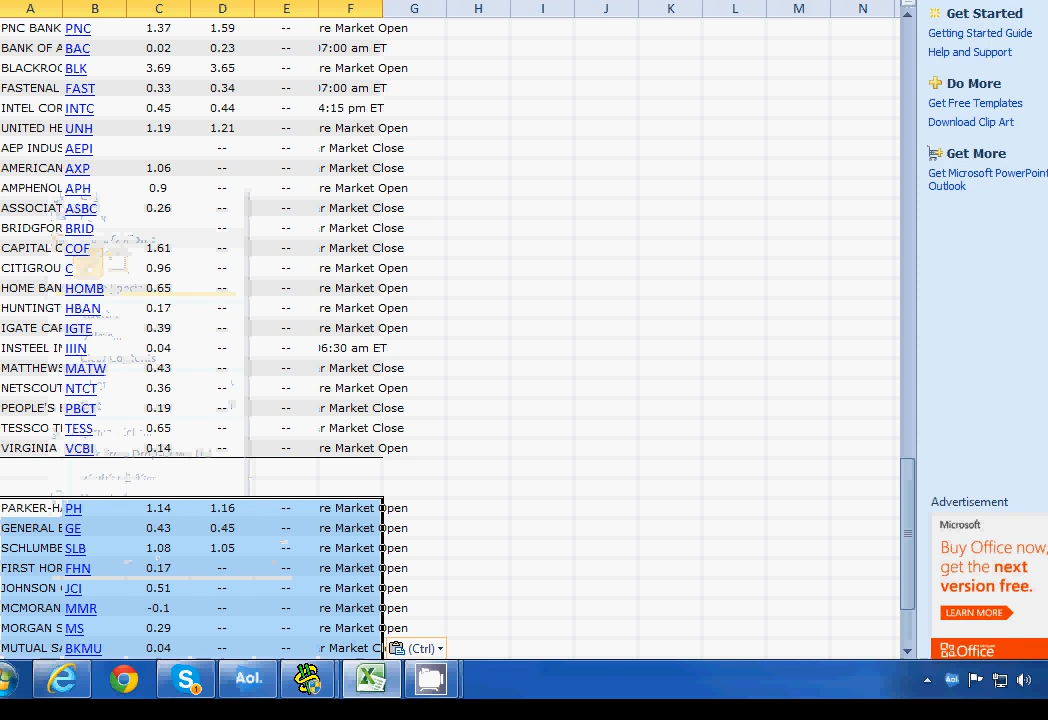 A B C D E F G H I J K L M N
PNC BANK PNC 1.37 1.59 -- re Market Open
BANK OF A BAC 0.02 0.23 -- 07:00 am ET
BLACKROC BLK 3.69 3.65 -- re Market Open
FASTENAL FAST 0.33 0.34 -- 07:00 am ET
INTEL COR INTC 0.45 0.44 -- 4:15 pm ET
UNITED HE UNH 1.19 1.21 -- re Market Open
AEP INDUS AEPI -- -- r Market Close
AMERICAN AXP 1.06 -- -- r Market Close
AMPHENOL APH 0.9 -- -- re Market Open
ASSOCIAT ASBC 0.26 -- -- r Market Close
BRIDGFOR BRID -- -- r Market Close
CAPITAL C COF 1.61 -- -- r Market Close
CITIGROU C 0.96 -- -- re Market Open
HOME BAN HOMB 0.65 -- -- re Market Open
HUNTINGT HBAN 0.17 -- -- re Market Open
IGATE CAP IGTE 0.39 -- -- re Market Open
INSTEEL IN IIIN 0.04 -- -- 06:30 am ET
MATTHEWS MATW 0.43 -- -- r Market Close
NETSCOUT NTCT 0.36 -- -- re Market Open
PEOPLE'S B PBCT 0.19 -- -- r Market Close
TESSCO TE TESS 0.65 -- -- r Market Close
VIRGINIA VCBI 0.14 -- -- re Market Open
PARKER-HA PH 1.14 1.16 -- re Market Open
GENERAL E GE 0.43 0.45 -- re Market Open
SCHLUMBE SLB 1.08 1.05 -- re Market Open
FIRST HOR FHN 0.17 -- -- re Market Open
JOHNSON JCI 0.51 -- -- re Market Open
MCMORAN MMR -0.1 -- -- re Market Open
MORGAN S MS 0.29 -- -- re Market Open
MUTUAL SA BKMU 0.04 -- -- r Market C
(Ctrl)
Get Started
Getting Started Guide
Help and Support
Do More
Get Free Templates
Download Clip Art
Get More
Get Microsoft PowerPoint
Outlook
Advertisement
Microsoft
Buy Office now,
get the next
version free.
LEARN MORE
Office
S 1 Aol. Aol.